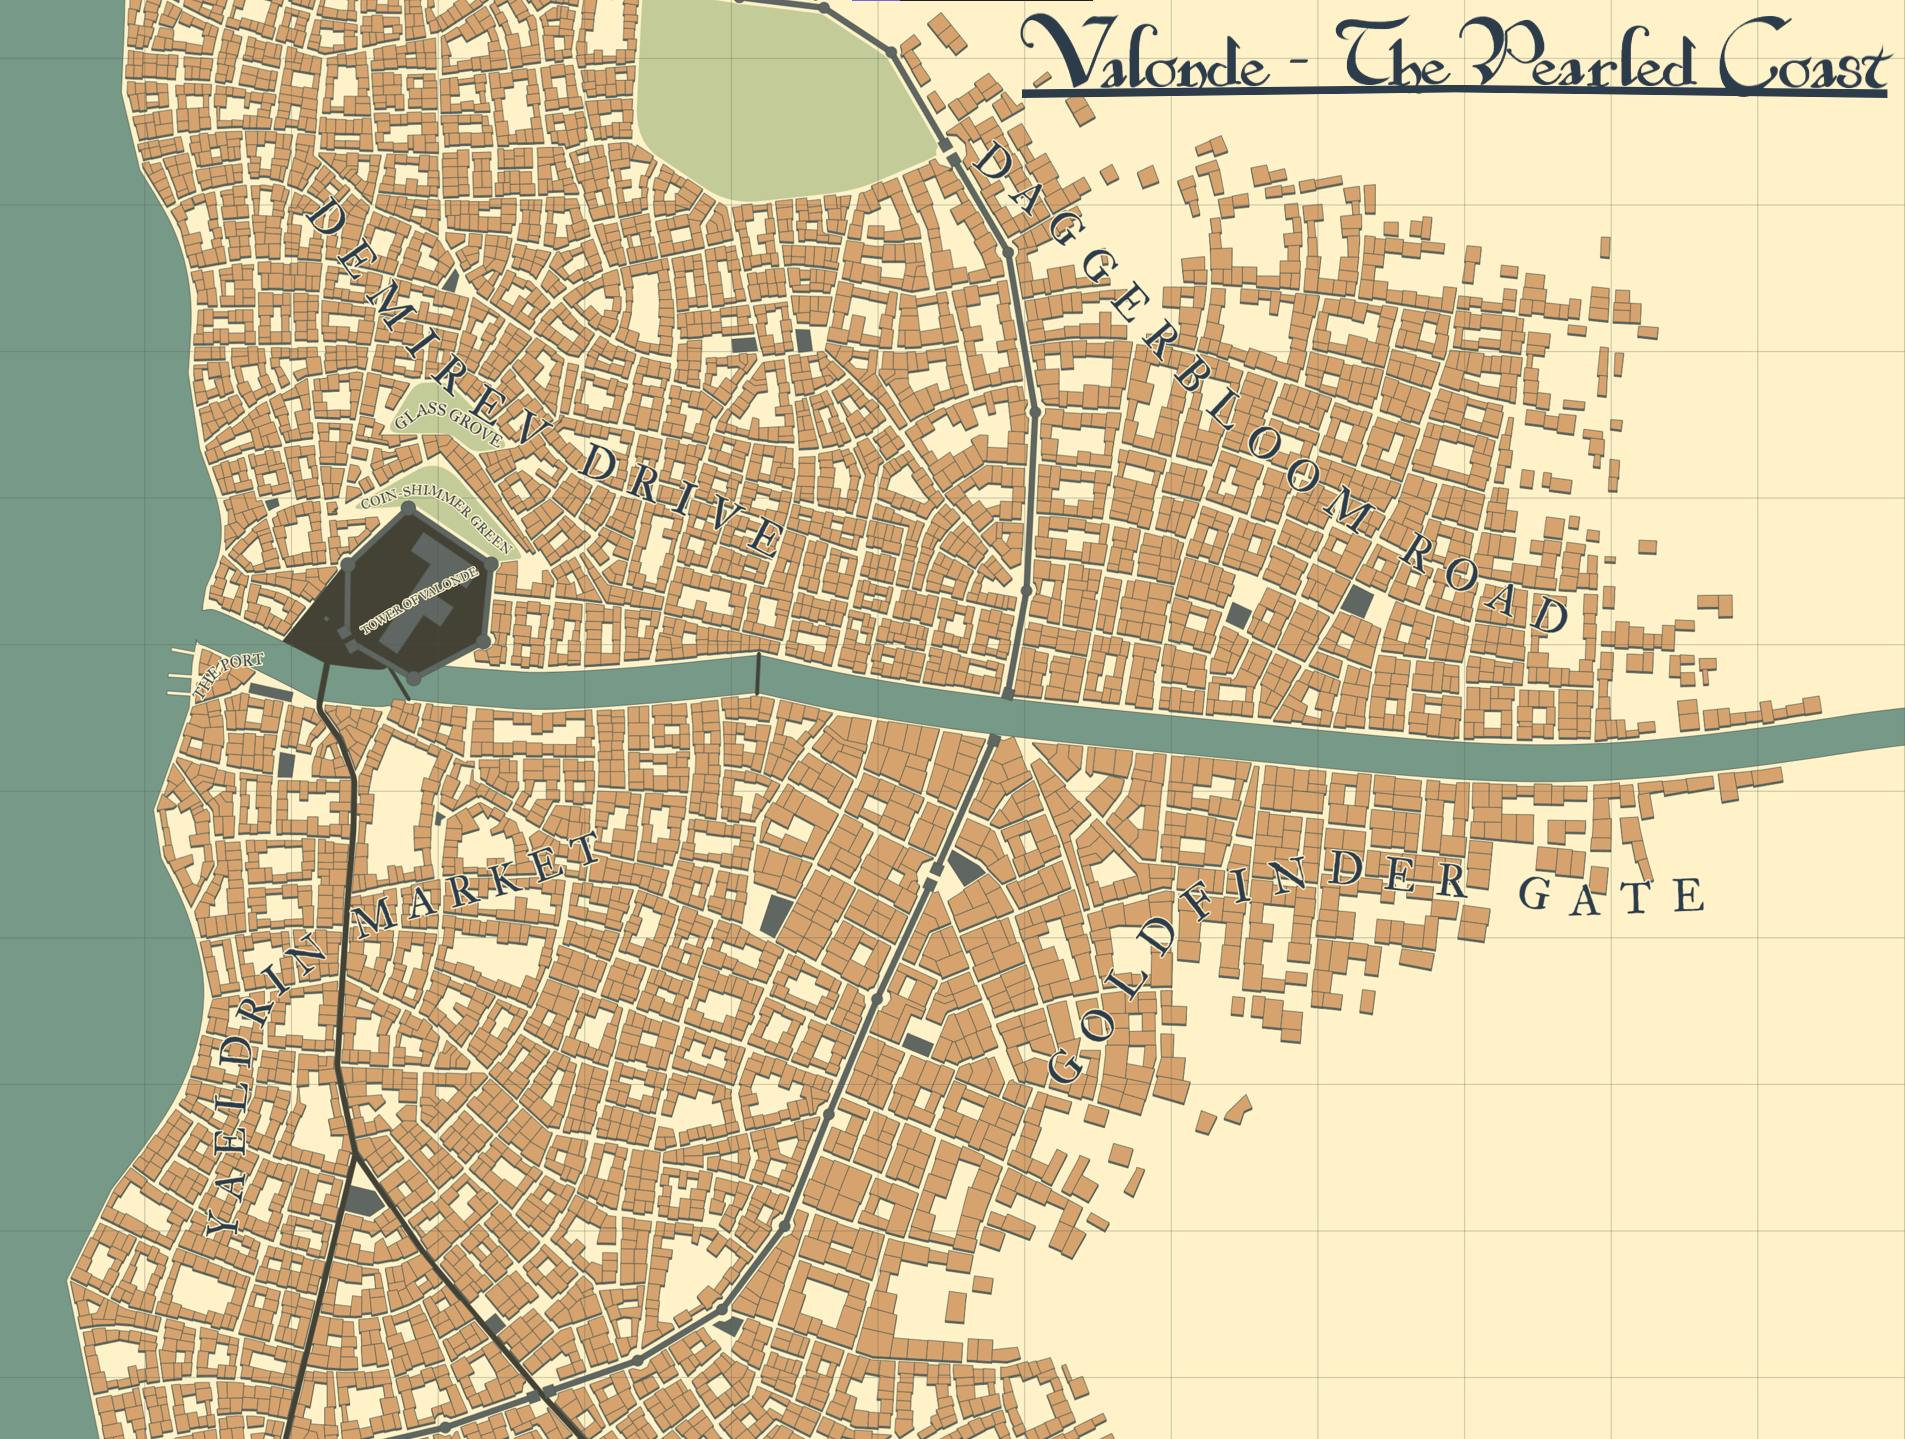 Valonde - The Pearled Coast
DAGGERBLOOM ROAD
DEMIREV DRIVE
GLASS GROVE
COIN-SHIMMER GREEN
TOWER OF VALONDE
THE PORT
YAELDRIN MARKET
GOLDFINDER GATE